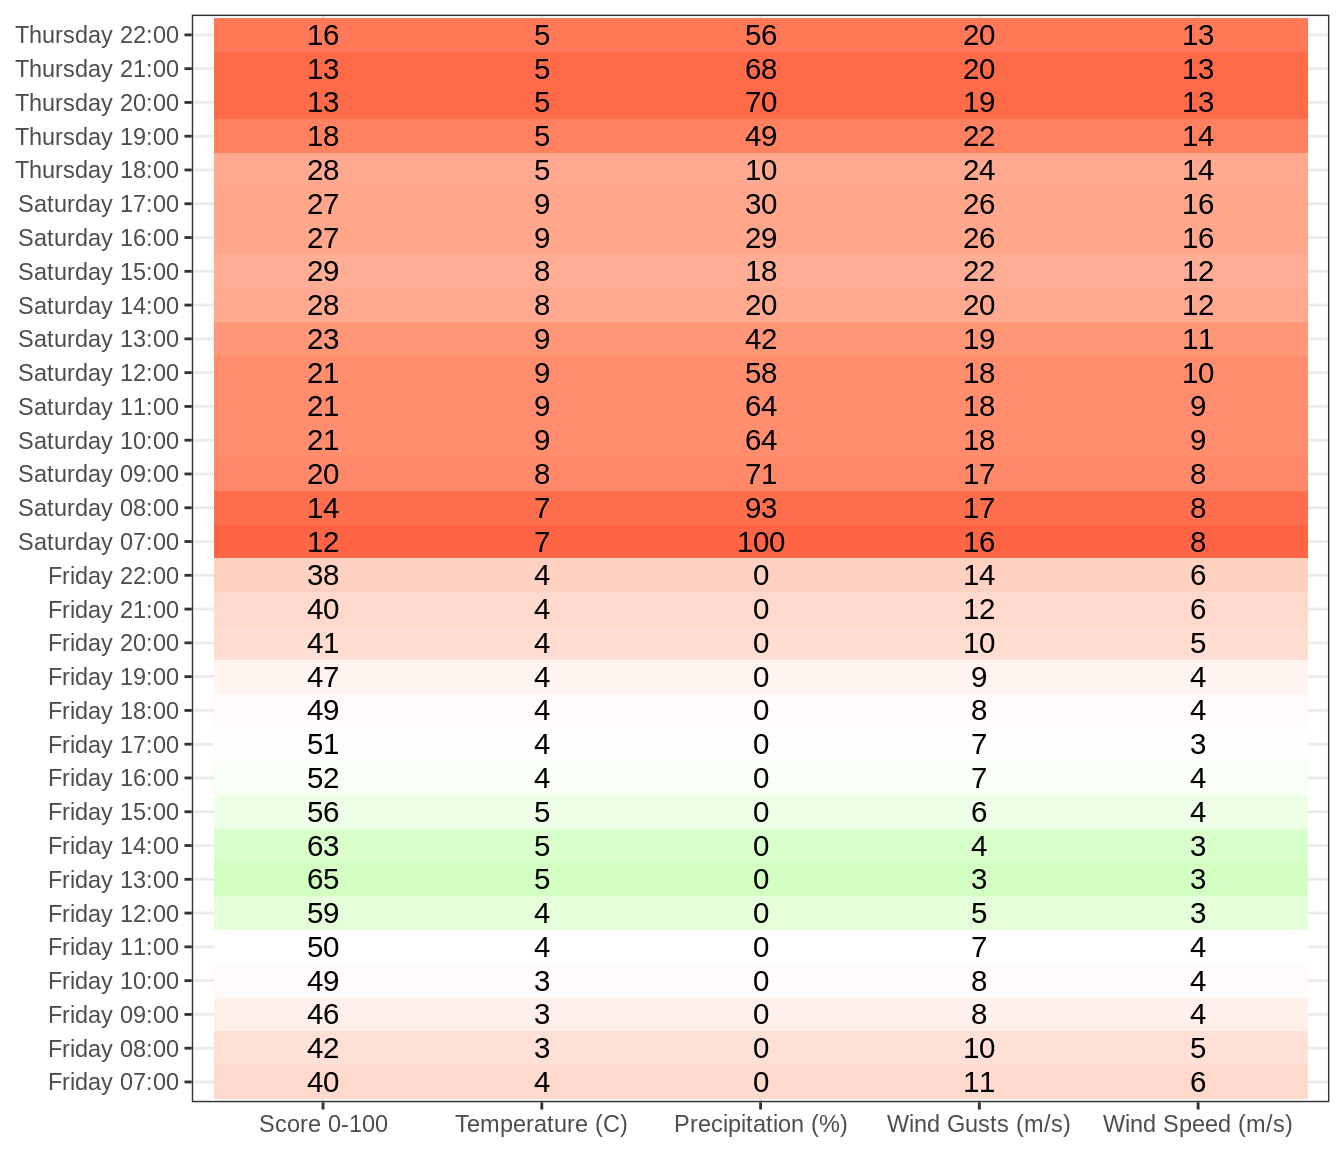 Thursday 22:00 16 5 56 20 13
Thursday 21:00 13 5 68 20 13
Thursday 20:00 13 5 70 19 13
Thursday 19:00 18 5 49 22 14
Thursday 18:00 28 5 10 24 14
Saturday 17:00 27 9 30 26 16
Saturday 16:00 27 9 29 26 16
Saturday 15:00 29 8 18 22 12
Saturday 14:00 28 8 20 20 12
Saturday 13:00 23 9 42 19 11
Saturday 12:00 21 9 58 18 10
Saturday 11:00 21 9 64 18 9
Saturday 10:00 21 9 64 18 9
Saturday 09:00 20 8 71 17 8
Saturday 08:00 14 7 93 17 8
Saturday 07:00 12 7 100 16 8
Friday 22:00 38 4 0 14 6
Friday 21:00 40 4 0 12 6
Friday 20:00 41 4 0 10 5
Friday 19:00 47 4 0 9 4
Friday 18:00 49 4 0 8 4
Friday 17:00 51 4 0 7 3
Friday 16:00 52 4 0 7 4
Friday 15:00 56 5 0 6 4
Friday 14:00 63 5 0 4 3
Friday 13:00 65 5 0 3 3
Friday 12:00 59 4 0 5 3
Friday 11:00 50 4 0 7 4
Friday 10:00 49 3 0 8 4
Friday 09:00 46 3 0 8 4
Friday 08:00 42 3 0 10 5
Friday 07:00 40 4 0 11 6
Score 0-100 Temperature (C) Precipitation (%) Wind Gusts (m/s) Wind Speed (m/s)